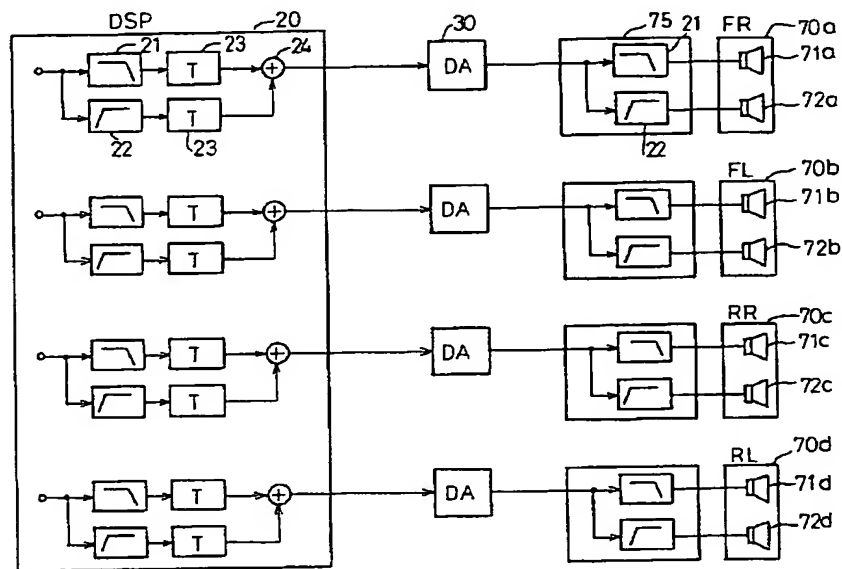 DSP 20 30 75 21 FR 70a
21 23 24 71a
T DA
T 72a
22 23 22
FL 70b
T DA 71b
T 72b
RR 70c
T DA 71c
T 72c
RL 70d
T DA 71d
T 72d